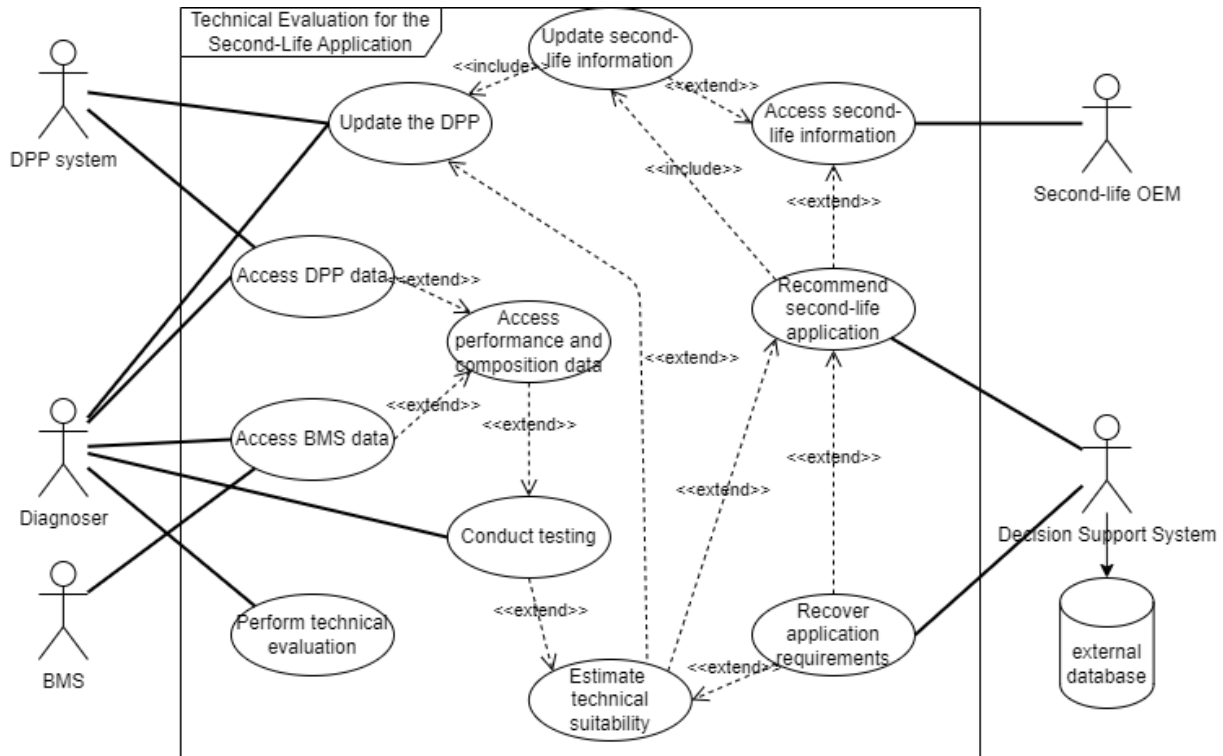 Technical Evaluation for the
Second-Life Application
Update second-
life information
<<include>>
<<extend>>
DPP system
Update the DPP
Access second-
life information
Second-life OEM
<<include>>
<<extend>>
Access DPP data
<<extend>>
Access
performance and
composition data
Recommend
second-life
application
<<extend>>
<<extend>>
Access BMS data
<<extend>>
<<extend>>
<<extend>>
<<extend>>
Diagnoser
Conduct testing
Decision Support System
<<extend>>
BMS
Perform technical
evaluation
Recover
application
requirements
<<extend>>
Estimate
technical
suitability
external
database